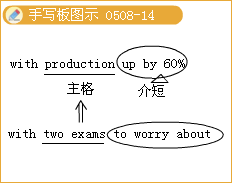 手写板图示 0508-14
with production up by 60%
主格 介短
with two exams to worry about